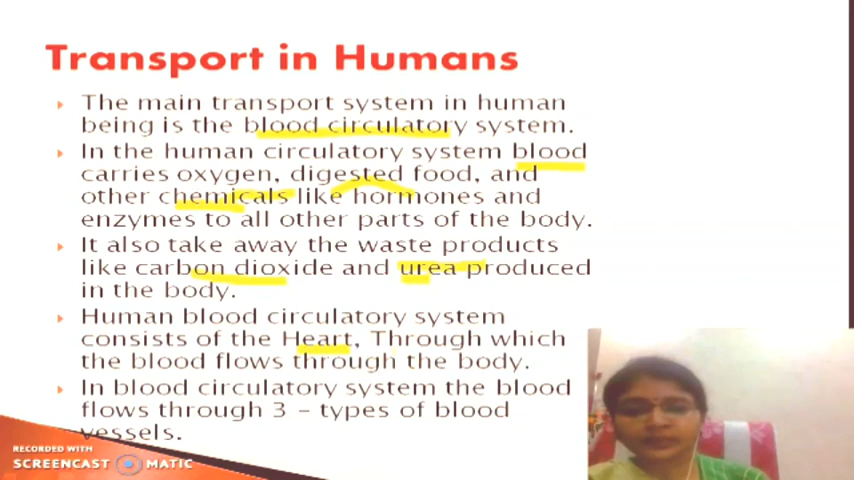 Transport in Humans
The main transport system in human
being is the blood circulatory system.
In the human circulatory system blood
carries oxygen, digested food, and
other chemicals like hormones and
enzymes to all other parts of the body.
It also take away the waste products
like carbon dioxide and urea produced
in the body.
Human blood circulatory system
consists of the Heart, Through which
the blood flows through the body.
In blood circulatory system the blood
flows through 3 – types of blood
vessels.
RECORDED WITH
SCREENCAST MATIC